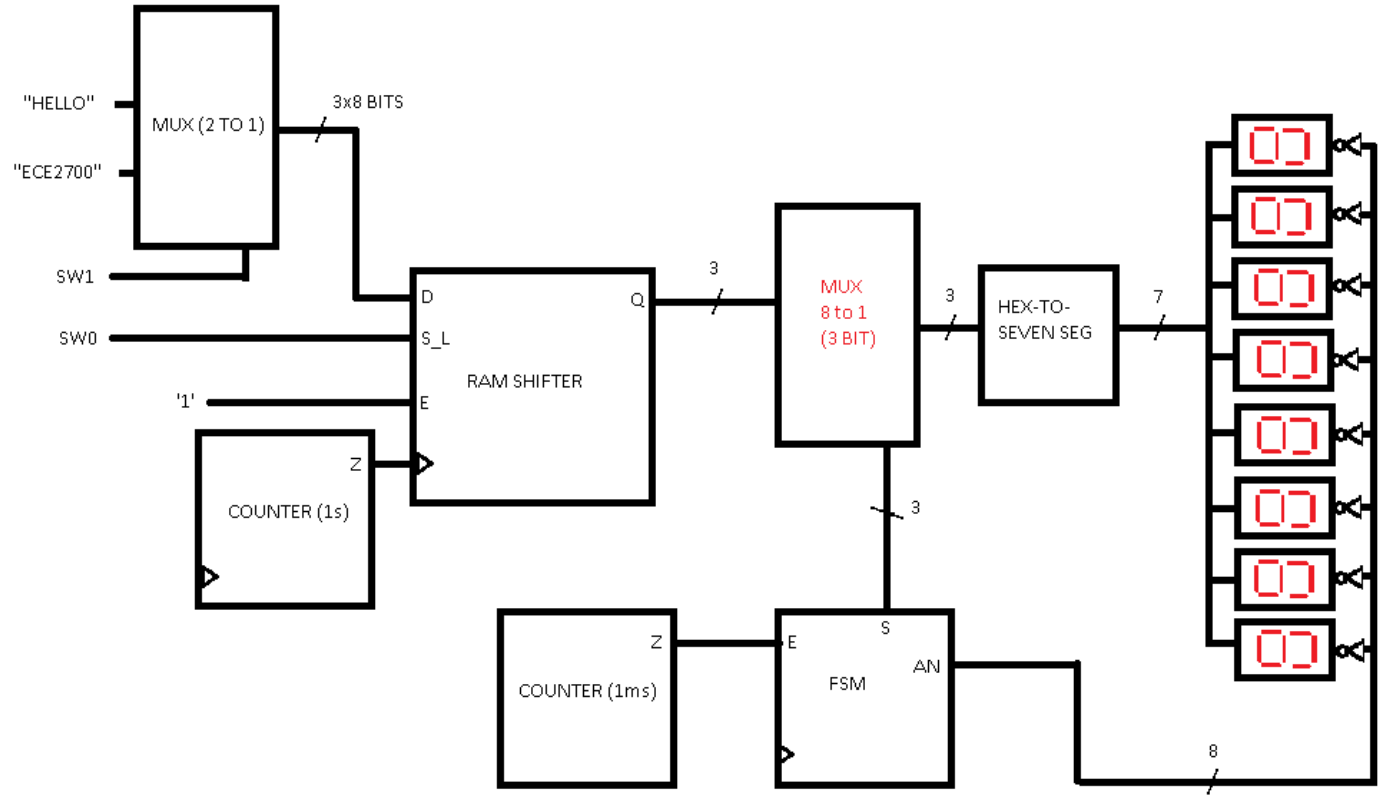 "HELLO"
"ECE2700"
MUX (2 TO 1)
3x8 BITS
SW1
SW0
'1'
D
S_L
E
Q
RAM SHIFTER
Z
COUNTER (1s)
3
MUX
8 to 1
(3 BIT)
3
HEX-TO-
SEVEN SEG
7
3
Z
COUNTER (1ms)
E
S
AN
FSM
8